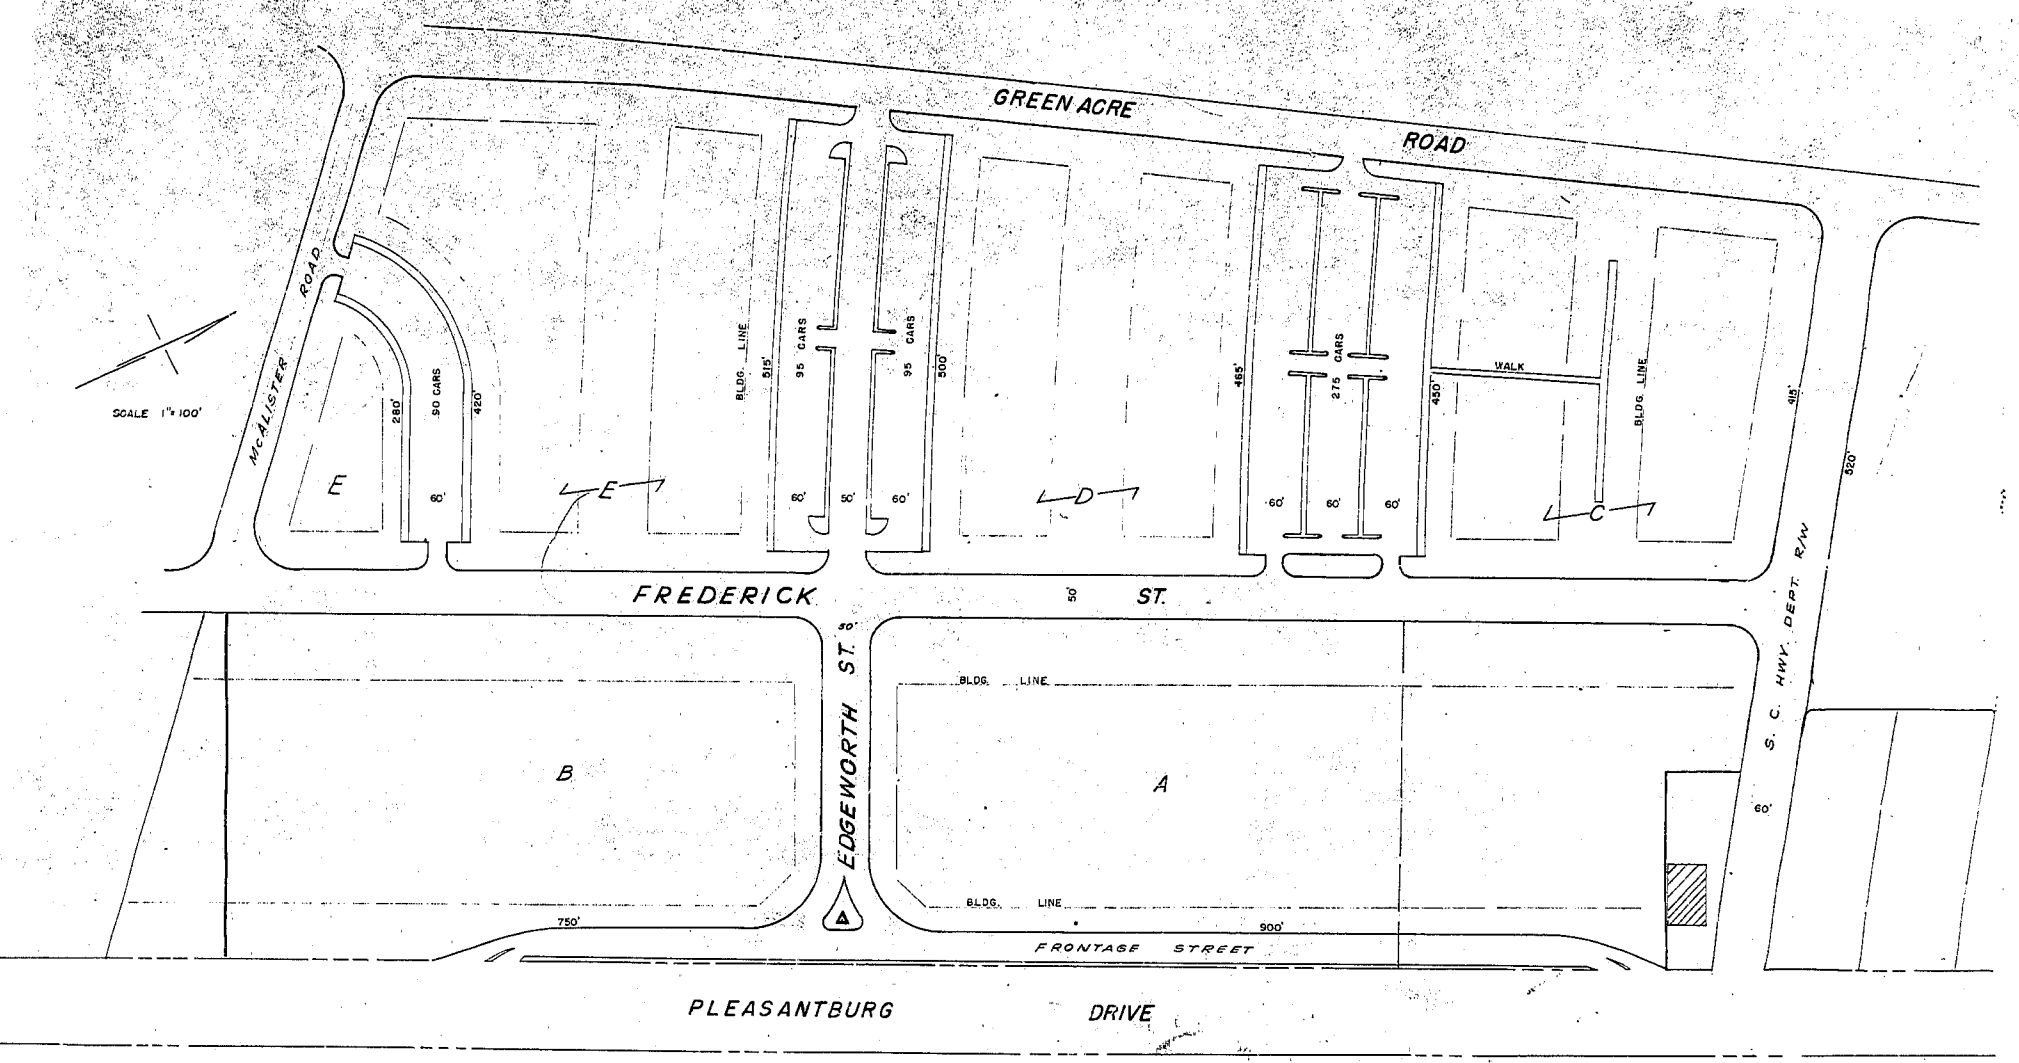 GREEN ACRE
ROAD
McALISTER ROAD
SCALE 1"=100'
280'
90 CARS
420'
BLDG. LINE
515'
95 CARS
95 CARS
500'
465'
275 CARS
450'
WALK
BLDG. LINE
415'
520'
E
60'
E
60'
50'
60'
D
60'
60'
60'
C
FREDERICK
50'
ST.
50'
EDGEWORTH ST.
BLDG. LINE
S. C. HWY. DEPT. R/W
60'
B
A
BLDG. LINE
750'
900'
FRONTAGE STREET
PLEASANTBURG
DRIVE